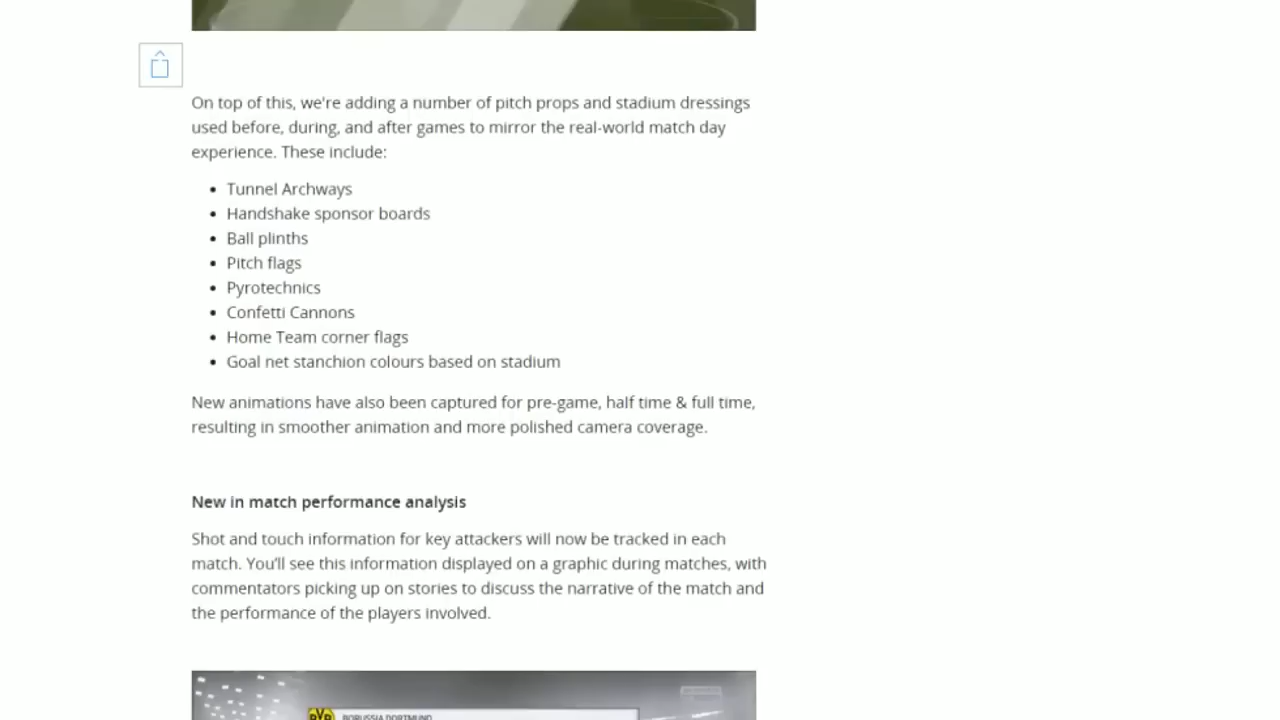 On top of this, we're adding a number of pitch props and stadium dressings
used before, during, and after games to mirror the real-world match day
experience. These include:
• Tunnel Archways
• Handshake sponsor boards
• Ball plinths
• Pitch flags
• Pyrotechnics
• Confetti Cannons
• Home Team corner flags
• Goal net stanchion colours based on stadium
New animations have also been captured for pre-game, half time & full time,
resulting in smoother animation and more polished camera coverage.
New in match performance analysis
Shot and touch information for key attackers will now be tracked in each
match. You'll see this information displayed on a graphic during matches, with
commentators picking up on stories to discuss the narrative of the match and
the performance of the players involved.
BVB BORUSSIA DORTMUND